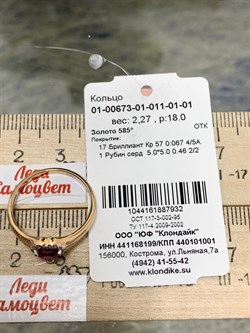 Кольцо
01-00673-01-011-01-01
вес: 2,27 , р:18.0
Золото 585°
ОТК
Покрытие:
17 Бриллиант Кр 57 0.067 4/5А
1 Рубин серд 5.0*5.0 0.46 2/2
1044161887932
ОСТ 117-3-002-95
ТУ 117-4 2009-2002
ООО "ЮФ "Клондайк"
ИНН 441168199/КПП 440101001
156000, Кострома, ул.Льняная,7а
(4942) 41-55-42
www.klondike.su
Леди
Самоцвет
Леди
Самоцвет